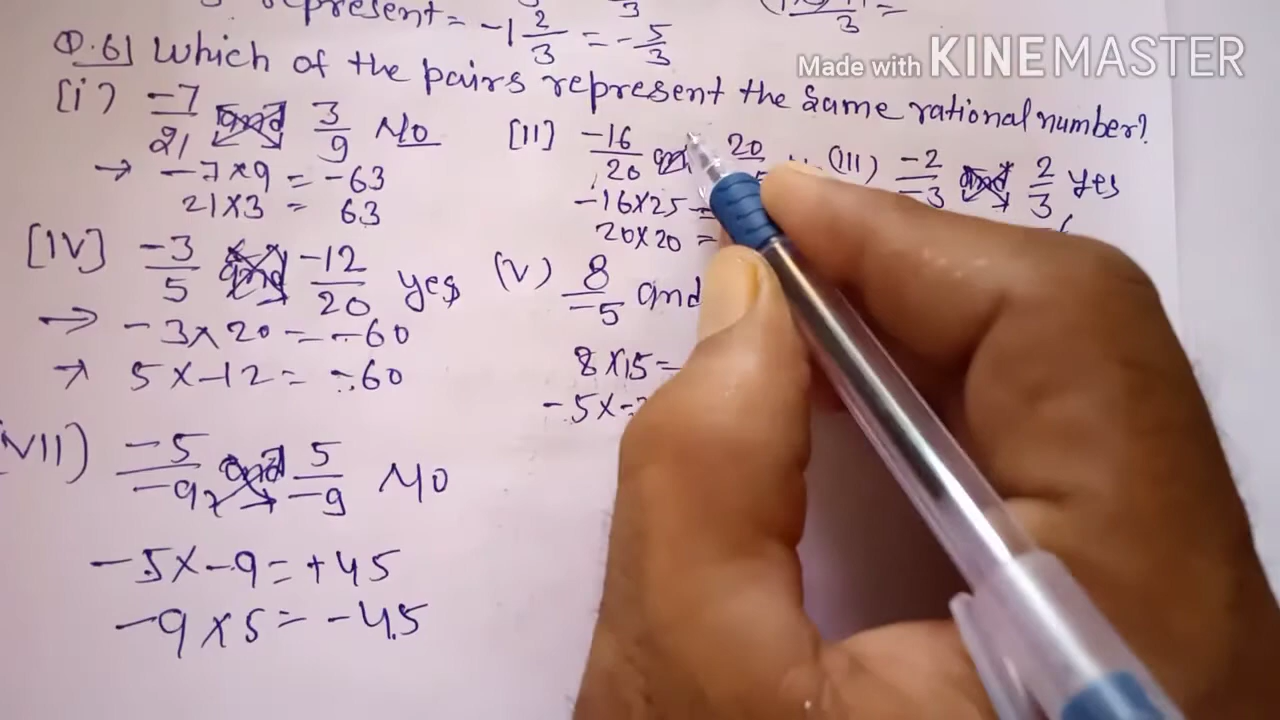 represent = -1 2/3 = -5/3
3
3 =
Made with KINEMASTER
Q.6] Which of the pairs represent the same rational number?
[i) -7/21 and 3/9 No
→ -7×9 = -63
21×3 = 63
[II] -16/20 and 20
-16×25 =
20×20 =
(III) -2/-3 and 2/3 Yes
[IV] -3/5 and -12/20 yes
→ -3×20 = -60
→ 5×-12 = -60
(V) 8/-5 and
8×15 =
-5×-
VII) -5/-9 and 5/-9 No
-5×-9 = +45
-9×5 = -45